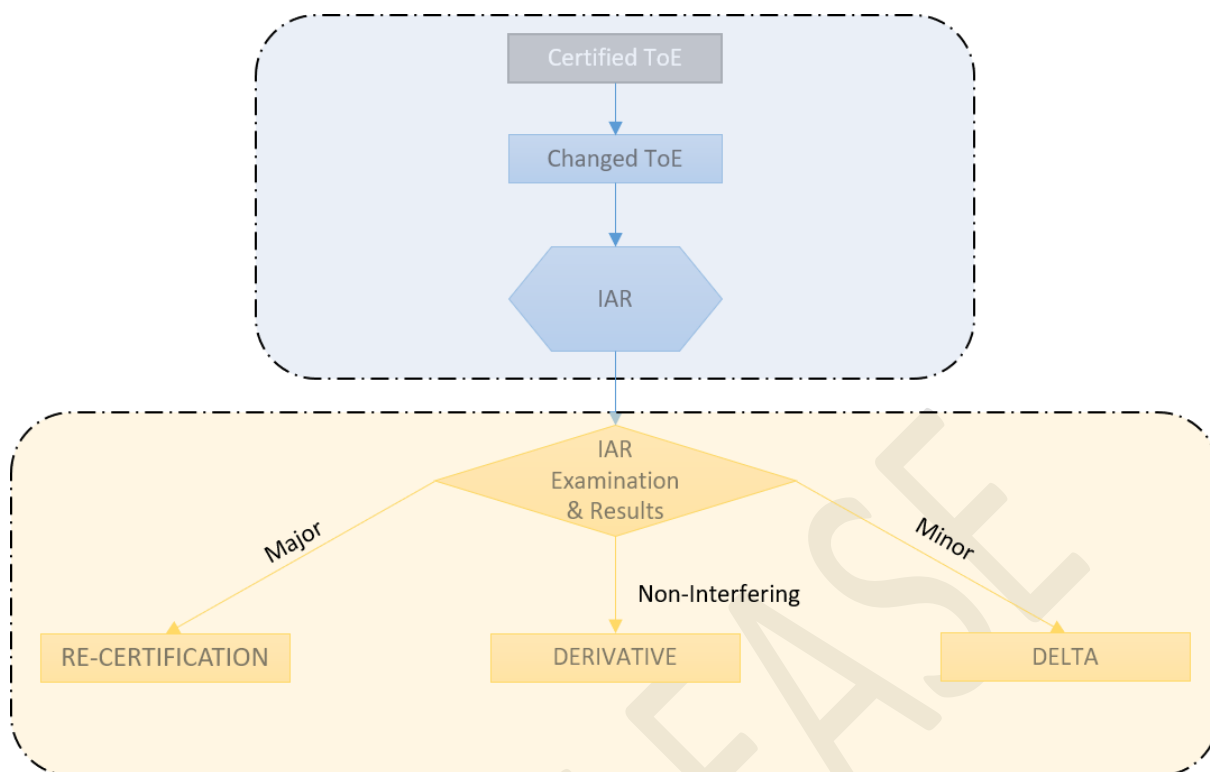 Certified ToE
Changed ToE
IAR
IAR
Examination
& Results
Major
Minor
Non-Interfering
RE-CERTIFICATION
DERIVATIVE
DELTA